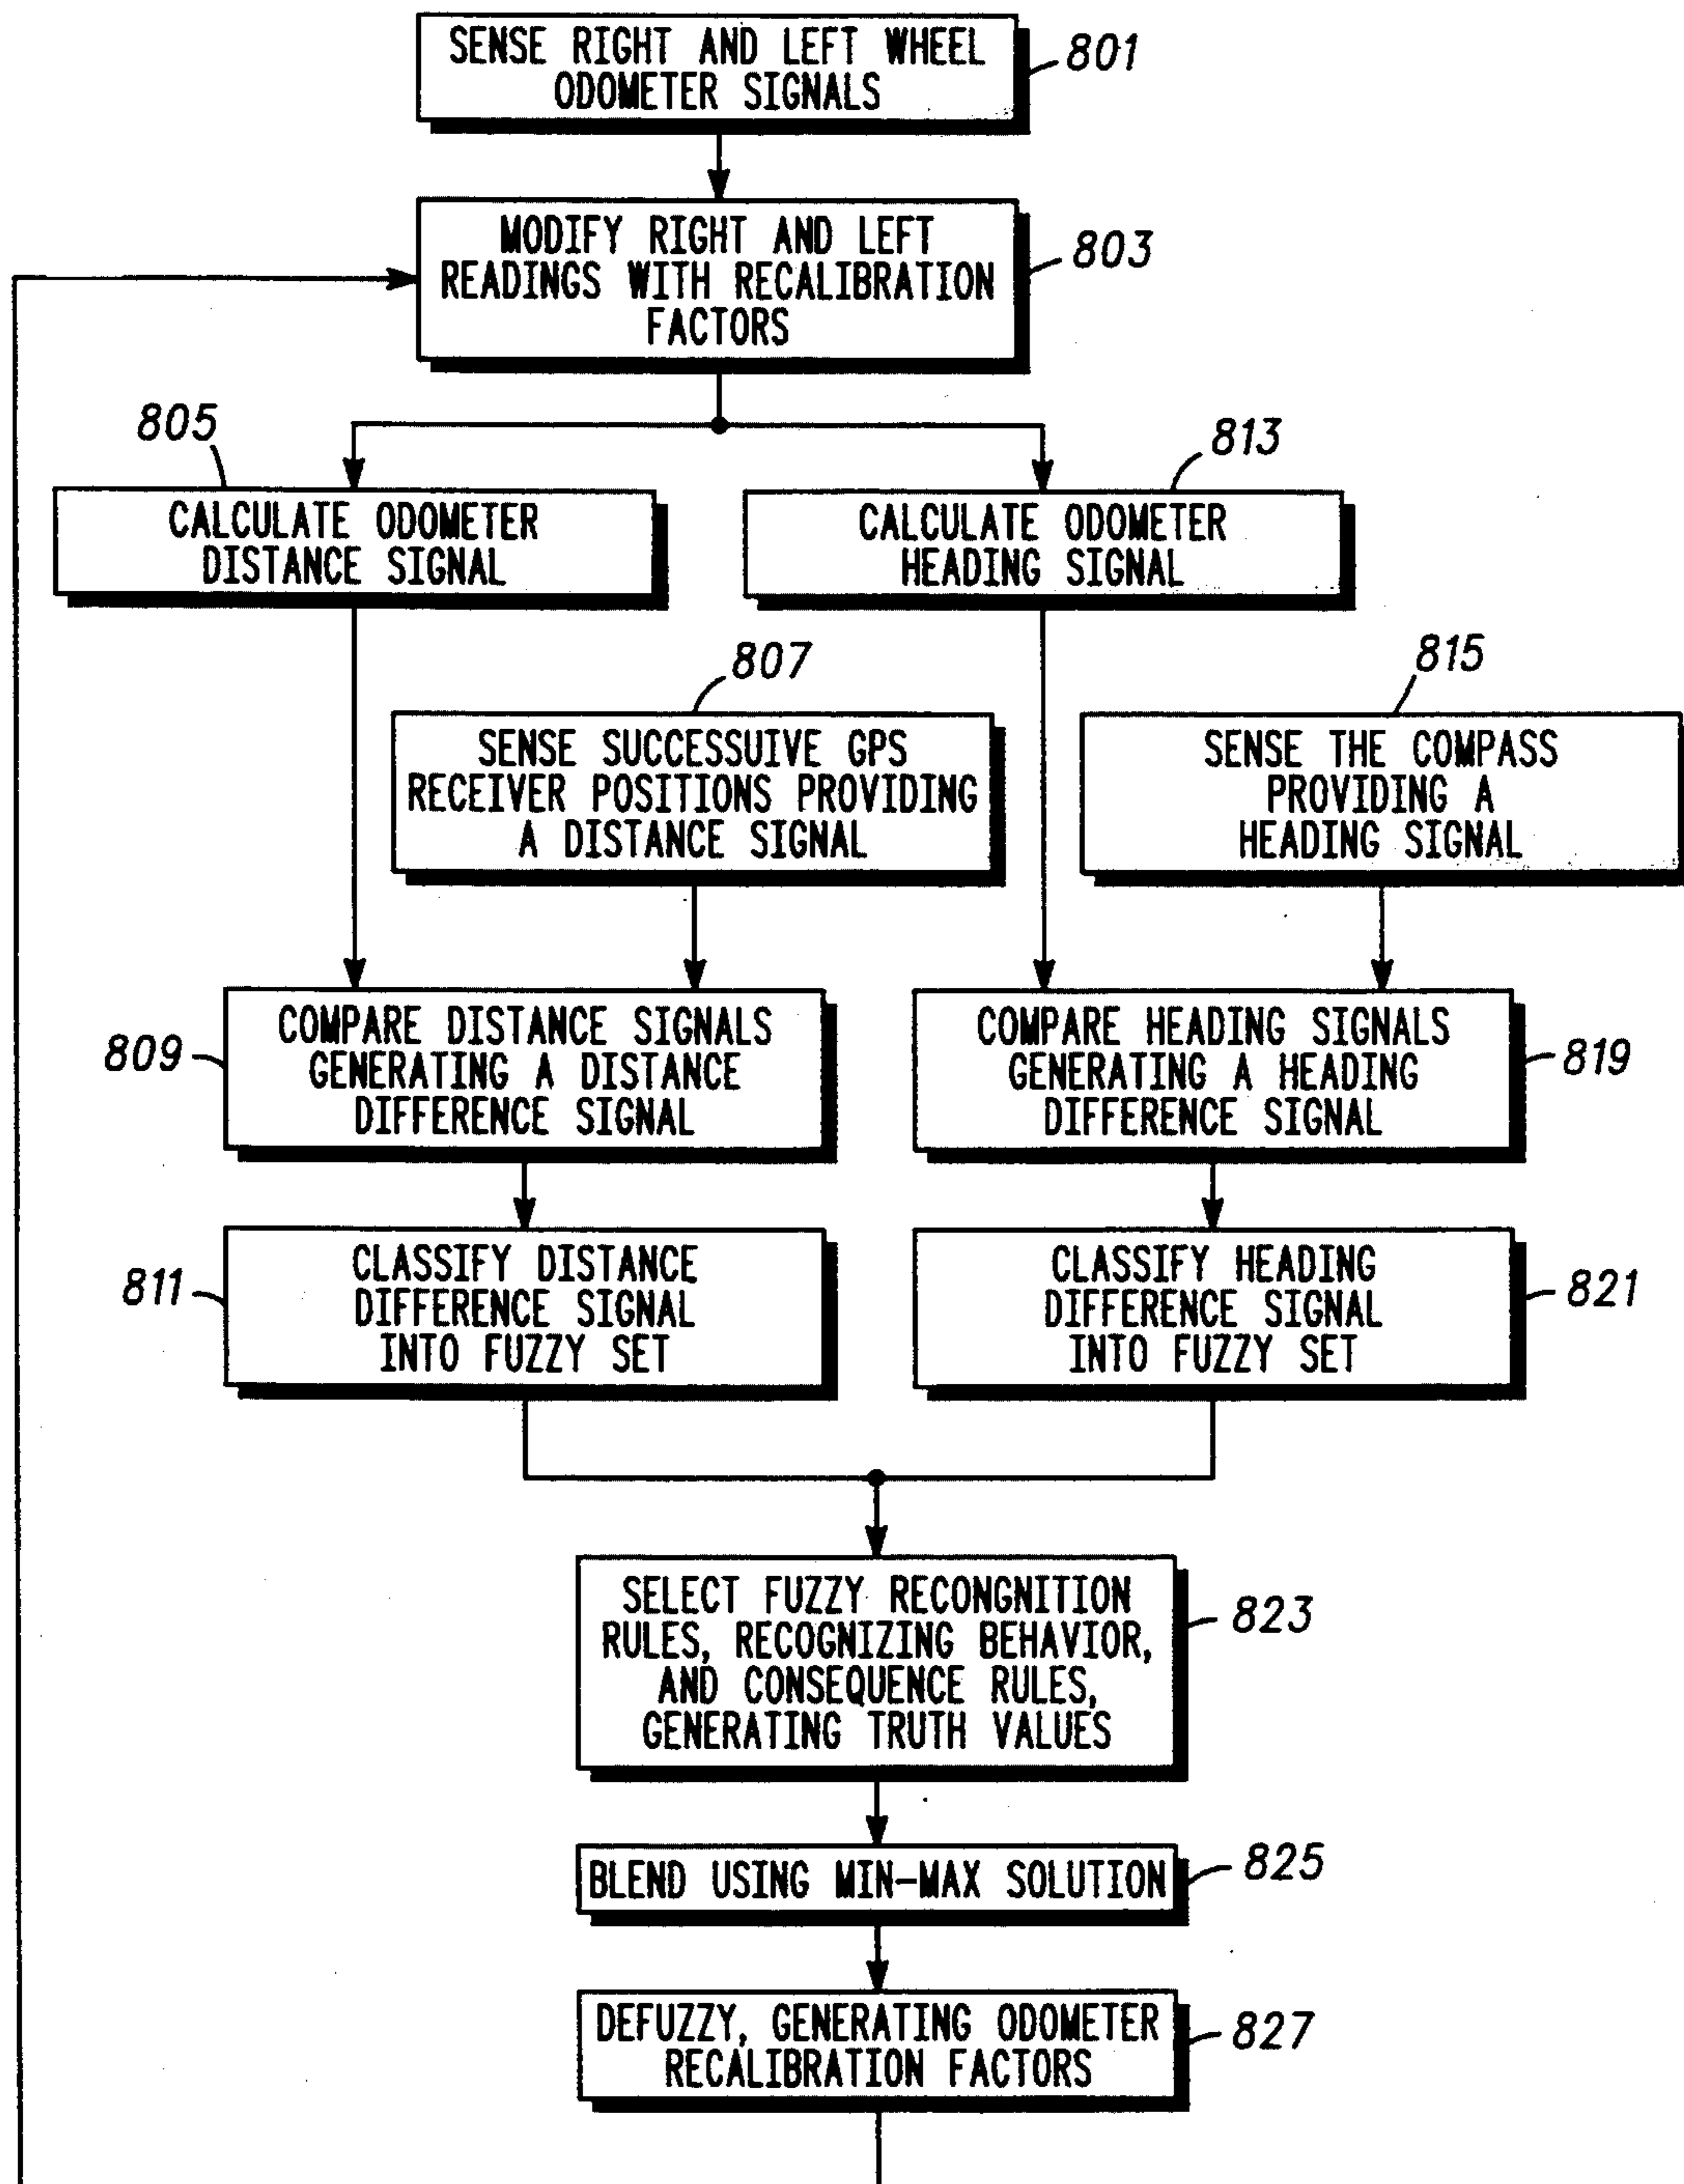 SENSE RIGHT AND LEFT WHEEL
ODOMETER SIGNALS
801
MODIFY RIGHT AND LEFT
READINGS WITH RECALIBRATION
FACTORS
803
805
CALCULATE ODOMETER
DISTANCE SIGNAL
813
CALCULATE ODOMETER
HEADING SIGNAL
807
SENSE SUCCESSUIVE GPS
RECEIVER POSITIONS PROVIDING
A DISTANCE SIGNAL
815
SENSE THE COMPASS
PROVIDING A
HEADING SIGNAL
809
COMPARE DISTANCE SIGNALS
GENERATING A DISTANCE
DIFFERENCE SIGNAL
COMPARE HEADING SIGNALS
GENERATING A HEADING
DIFFERENCE SIGNAL
819
811
CLASSIFY DISTANCE
DIFFERENCE SIGNAL
INTO FUZZY SET
CLASSIFY HEADING
DIFFERENCE SIGNAL
INTO FUZZY SET
821
SELECT FUZZY RECONGNITION
RULES, RECOGNIZING BEHAVIOR,
AND CONSEQUENCE RULES,
GENERATING TRUTH VALUES
823
BLEND USING MIN-MAX SOLUTION
825
DEFUZZY, GENERATING ODOMETER
RECALIBRATION FACTORS
827